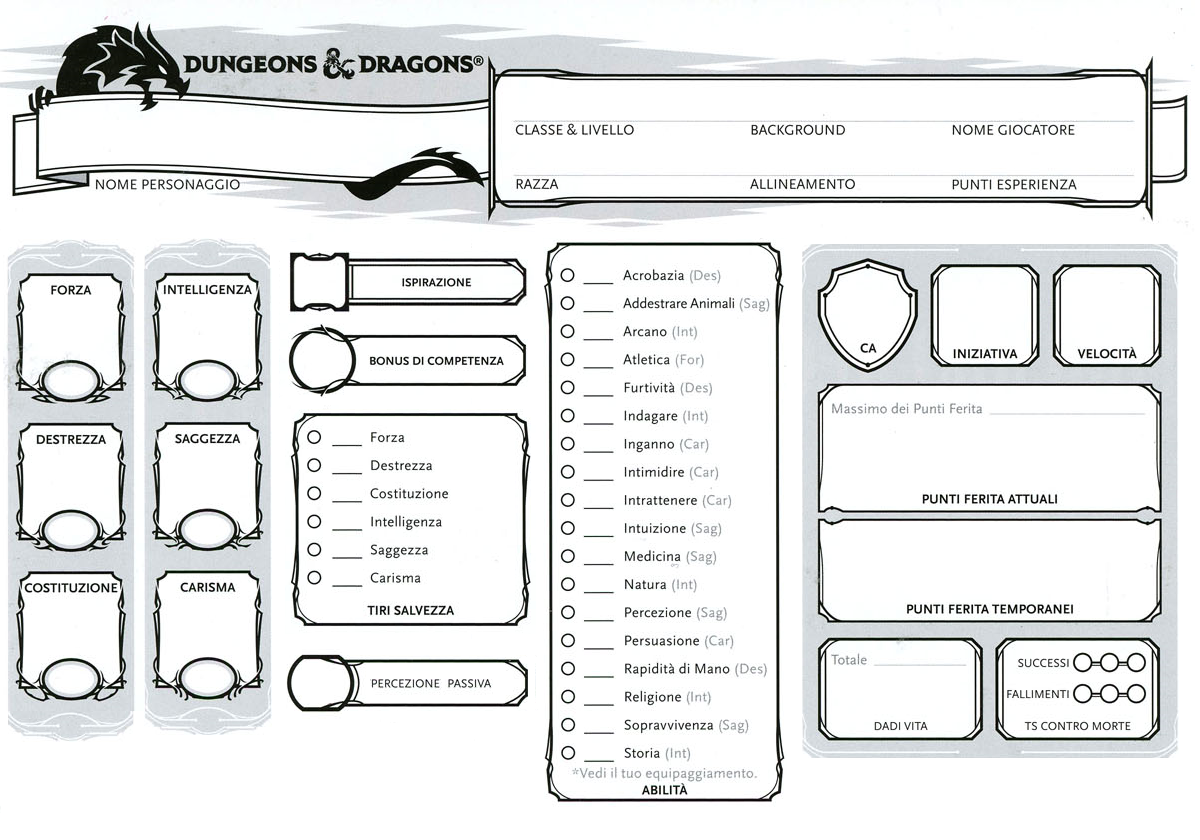 DUNGEONS & DRAGONS®
NOME PERSONAGGIO
CLASSE & LIVELLO
BACKGROUND
NOME GIOCATORE
RAZZA
ALLINEAMENTO
PUNTI ESPERIENZA
FORZA
DESTREZZA
COSTITUZIONE
INTELLIGENZA
SAGGEZZA
CARISMA
ISPIRAZIONE
BONUS DI COMPETENZA
Forza
Destrezza
Costituzione
Intelligenza
Saggezza
Carisma
TIRI SALVEZZA
PERCEZIONE PASSIVA
Acrobazia (Des)
Addestrare Animali (Sag)
Arcano (Int)
Atletica (For)
Furtività (Des)
Indagare (Int)
Inganno (Car)
Intimidire (Car)
Intrattenere (Car)
Intuizione (Sag)
Medicina (Sag)
Natura (Int)
Percezione (Sag)
Persuasione (Car)
Rapidità di Mano (Des)
Religione (Int)
Sopravvivenza (Sag)
Storia (Int)
*Vedi il tuo equipaggiamento.
ABILITÀ
CA
INIZIATIVA
VELOCITÀ
Massimo dei Punti Ferita
PUNTI FERITA ATTUALI
PUNTI FERITA TEMPORANEI
Totale
DADI VITA
SUCCESSI
FALLIMENTI
TS CONTRO MORTE